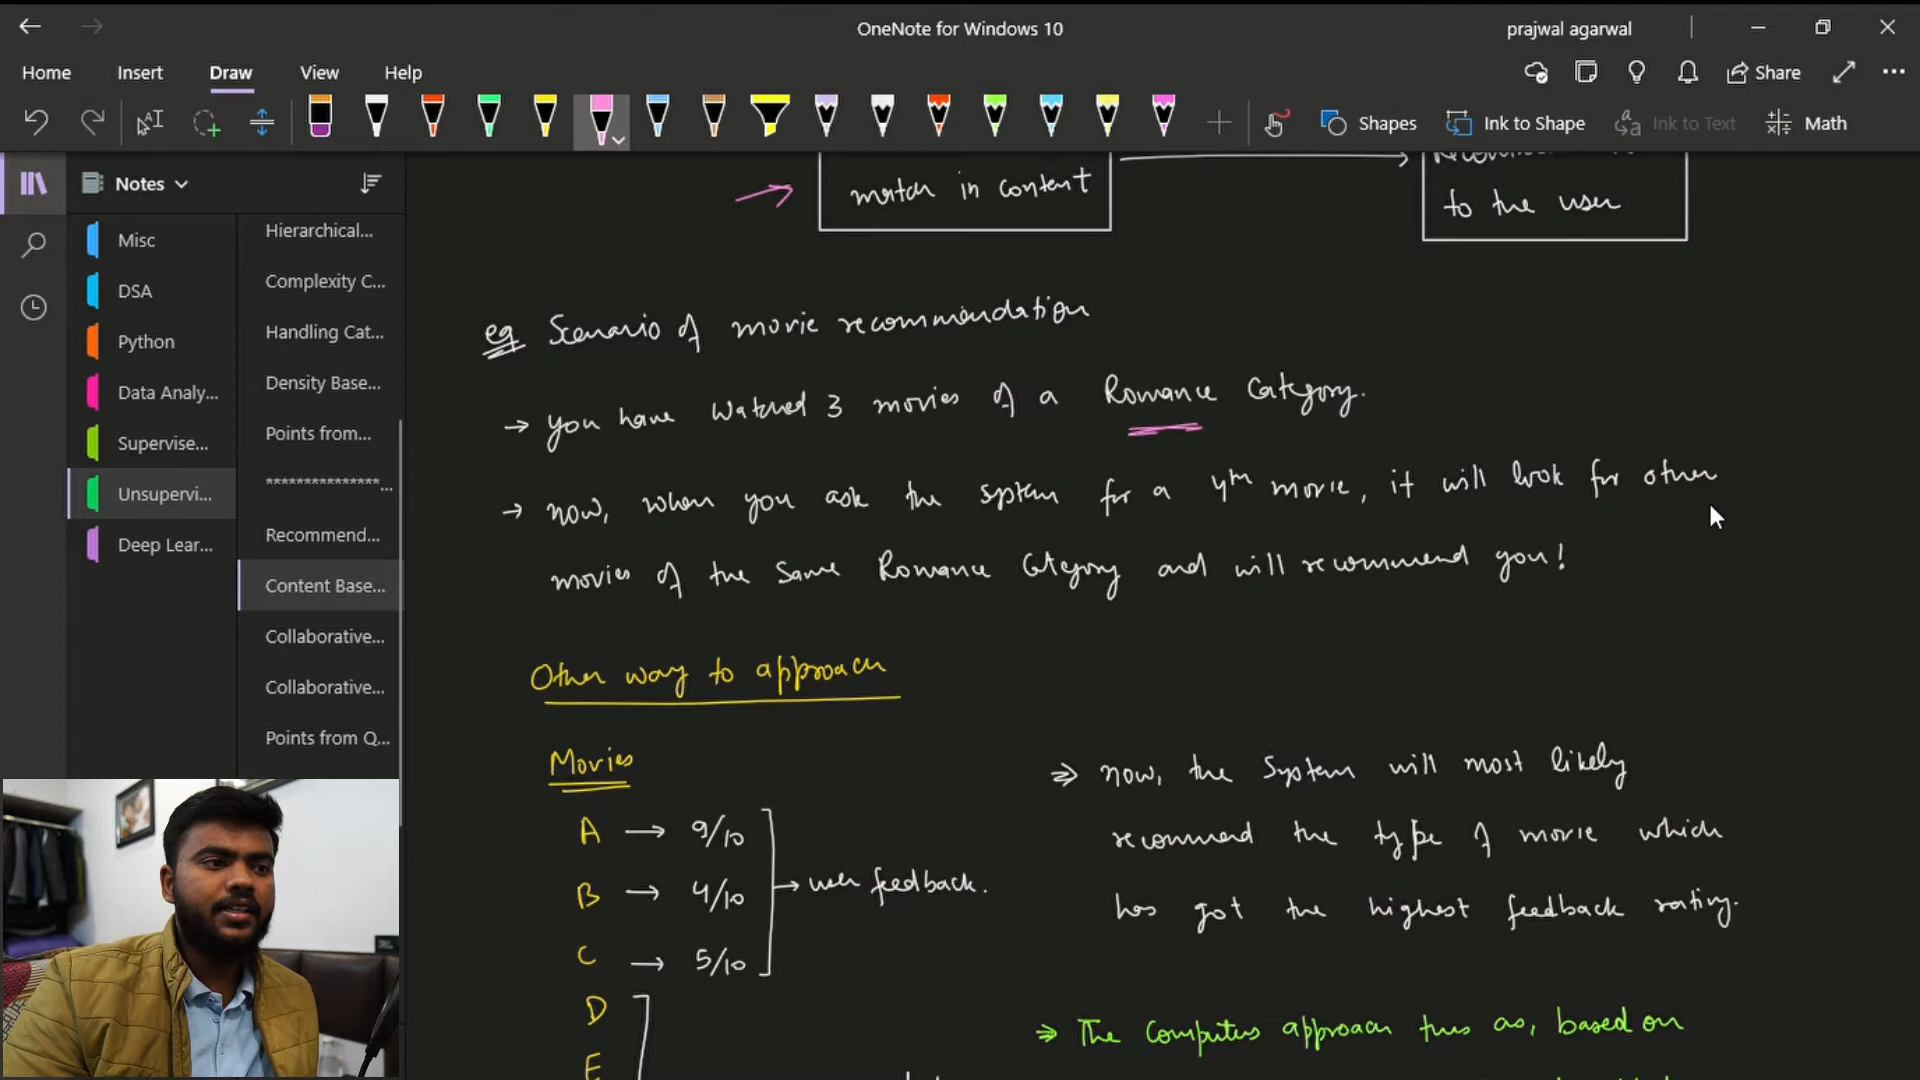 OneNote for Windows 10
prajwal agarwal
Home Insert Draw View Help
Share
Shapes Ink to Shape Ink to Text Math
Notes
Misc
DSA
Python
Data Analy...
Supervise...
Unsupervi...
Deep Lear...
Hierarchical...
Complexity C...
Handling Cat...
Density Base...
Points from...
***************...
Recommend...
Content Base...
Collaborative...
Collaborative...
Points from Q...
match in content
to the user
eg Scenario of movie recommendation
→ you have watched 3 movies of a Romance Category.
→ now, when you ask the system for a 4th movie, it will look for other
movies of the same Romance Category and will recommend you!
Other way to approach
Movies
A → 9/10
B → 4/10
C → 5/10
D
E
→ user feedback.
⇒ now, the system will most likely
recommend the type of movie which
has got the highest feedback rating.
⇒ The computer approach this as, based on